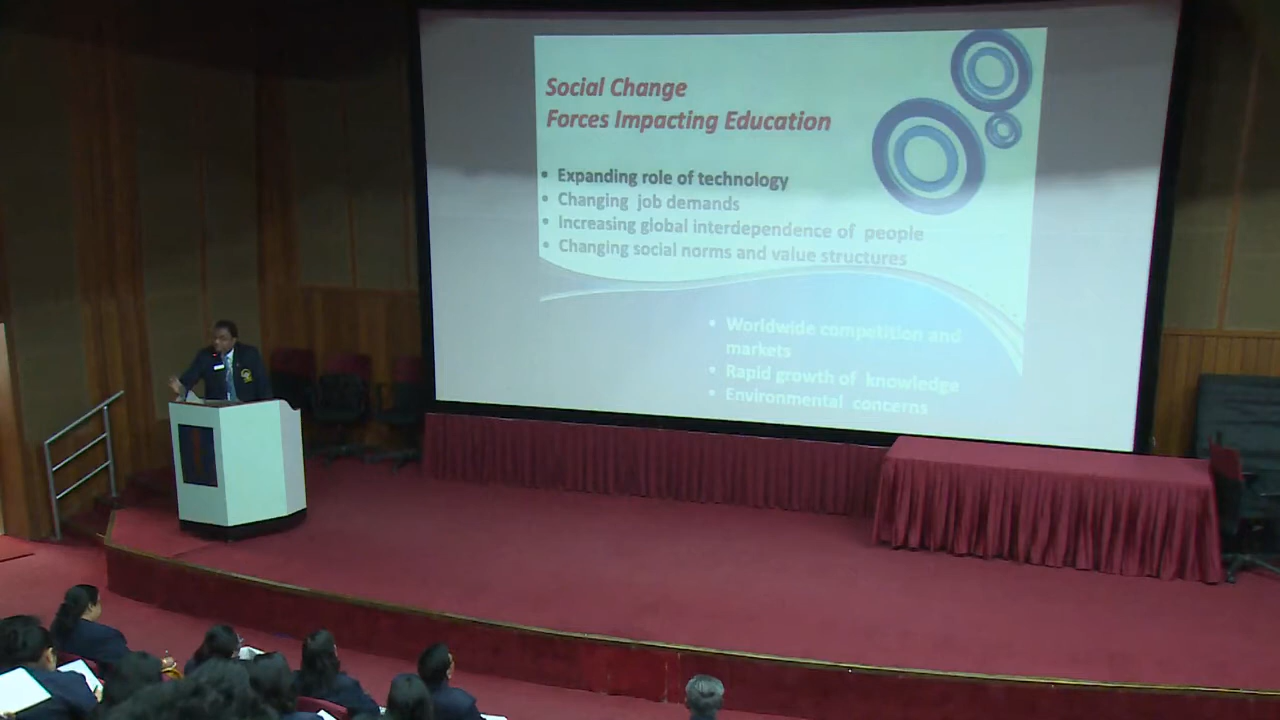 Social Change
Forces Impacting Education
• Expanding role of technology
• Changing job demands
• Increasing global interdependence of people
• Changing social norms and value structures
• Worldwide competition and
markets
• Rapid growth of knowledge
• Environmental concerns